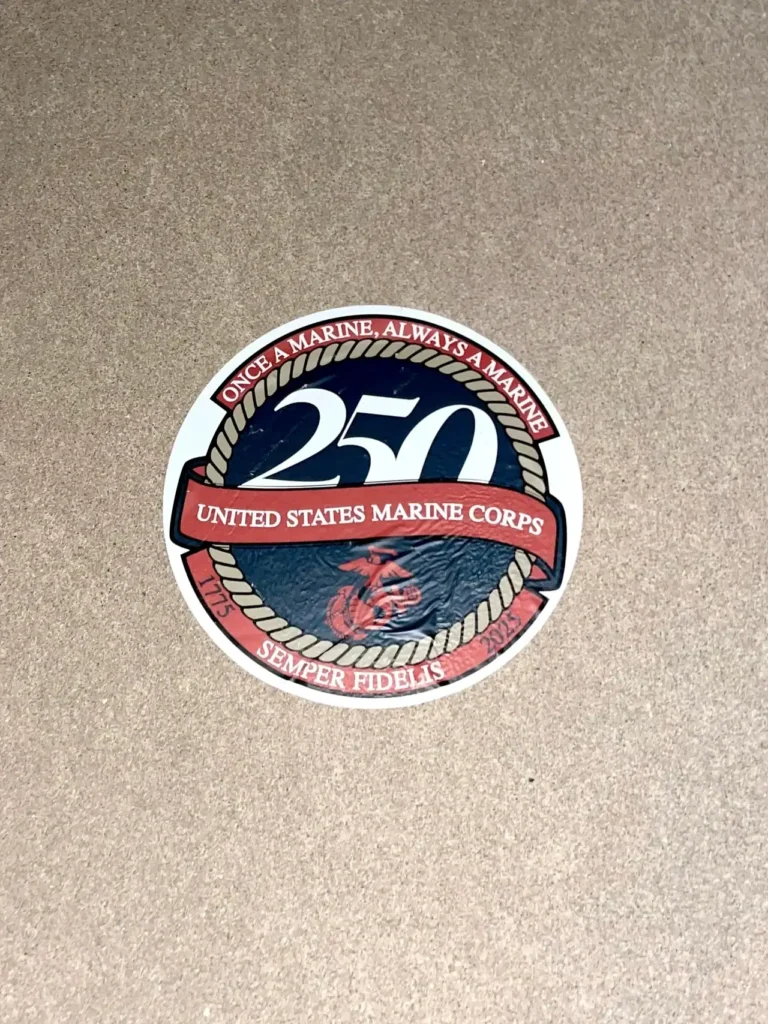 ONCE A MARINE, ALWAYS A MARINE
250
UNITED STATES MARINE CORPS
1775
2025
SEMPER FIDELIS